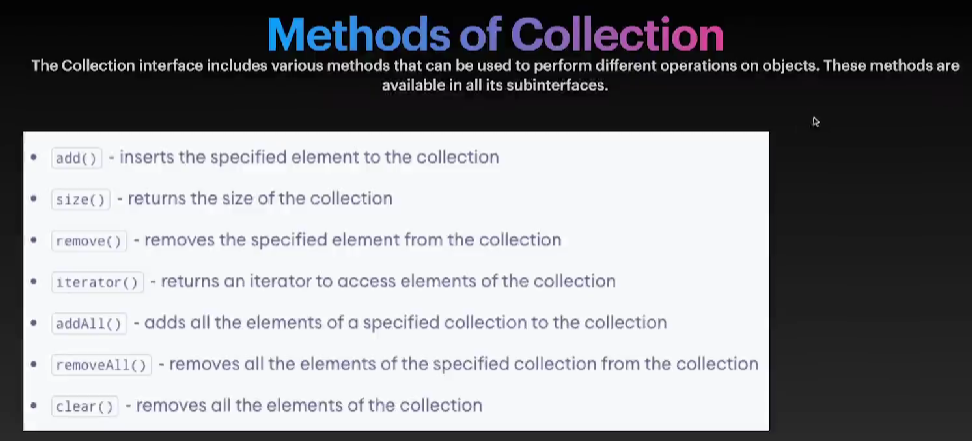 Methods of Collection
The Collection interface includes various methods that can be used to perform different operations on objects. These methods are
available in all its subinterfaces.
• add() - inserts the specified element to the collection
• size() - returns the size of the collection
• remove() - removes the specified element from the collection
• iterator() - returns an iterator to access elements of the collection
• addAll() - adds all the elements of a specified collection to the collection
• removeAll() - removes all the elements of the specified collection from the collection
• clear() - removes all the elements of the collection